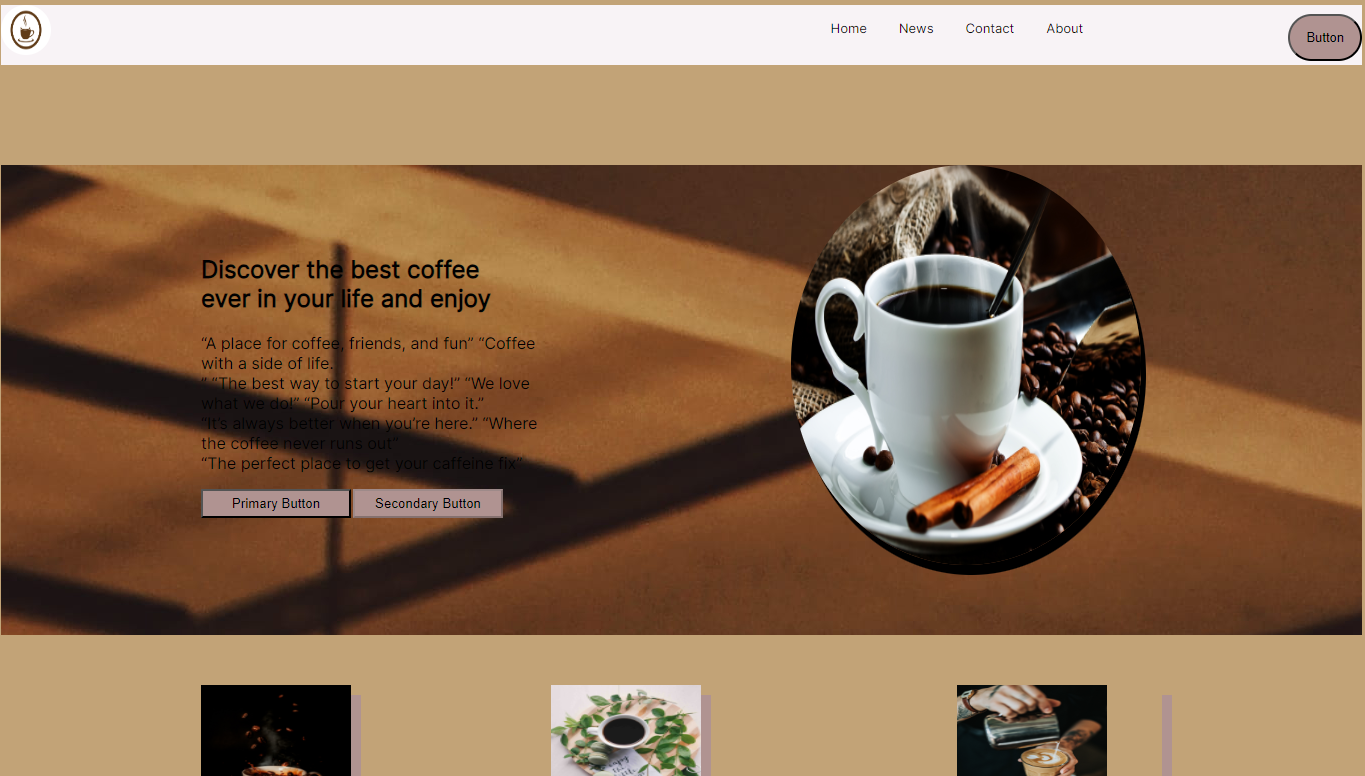 Home News Contact About Button
Discover the best coffee
ever in your life and enjoy
“A place for coffee, friends, and fun” “Coffee
with a side of life.
” “The best way to start your day!” ”We love
what we do!” “Pour your heart into it.”
“It’s always better when you’re here.” “Where
the coffee never runs out”
“The perfect place to get your caffeine fix”
Primary Button Secondary Button